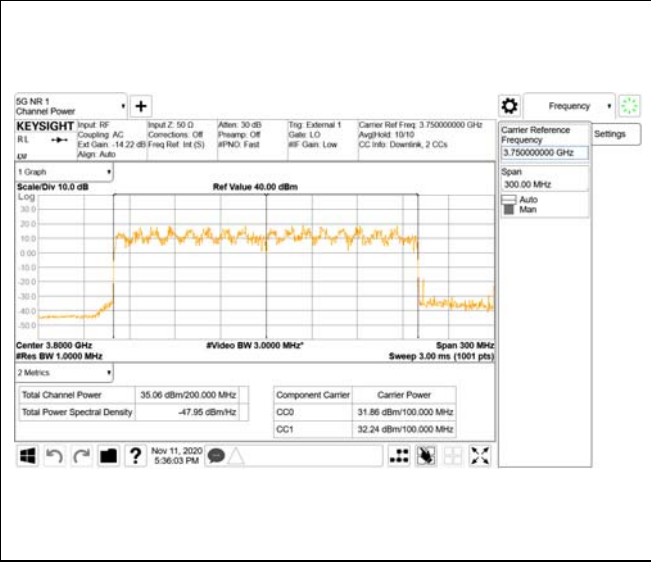 5G NR 1
Channel Power
Frequency
KEYSIGHT
R L
Input: RF
Coupling: AC
Ext Gain: -14.22 dB
Align: Auto
Input Z: 50 Ω
Corrections: Off
Freq Ref: Int (S)
Atten: 30 dB
Preamp: Off
#PNO: Fast
Trig: External 1
Gate: LO
#IF Gain: Low
Carrier Ref Freq: 3.750000000 GHz
Avg|Hold: 10/10
CC Info: Downlink, 2 CCs
Carrier Reference
Frequency
3.750000000 GHz
Settings
Span
300.00 MHz
Auto
Man
1 Graph
Scale/Div 10.0 dB
Ref Value 40.00 dBm
Log
30.0
20.0
10.0
0.00
-10.0
-20.0
-30.0
-40.0
-50.0
Center 3.8000 GHz
#Video BW 3.0000 MHz*
Span 300 MHz
#Res BW 1.0000 MHz
Sweep 3.00 ms (1001 pts)
2 Metrics
Total Channel Power 35.06 dBm/200.000 MHz
Total Power Spectral Density -47.95 dBm/Hz
Component Carrier Carrier Power
CC0 31.86 dBm/100.000 MHz
CC1 32.24 dBm/100.000 MHz
?
Nov 11, 2020
5:36:03 PM